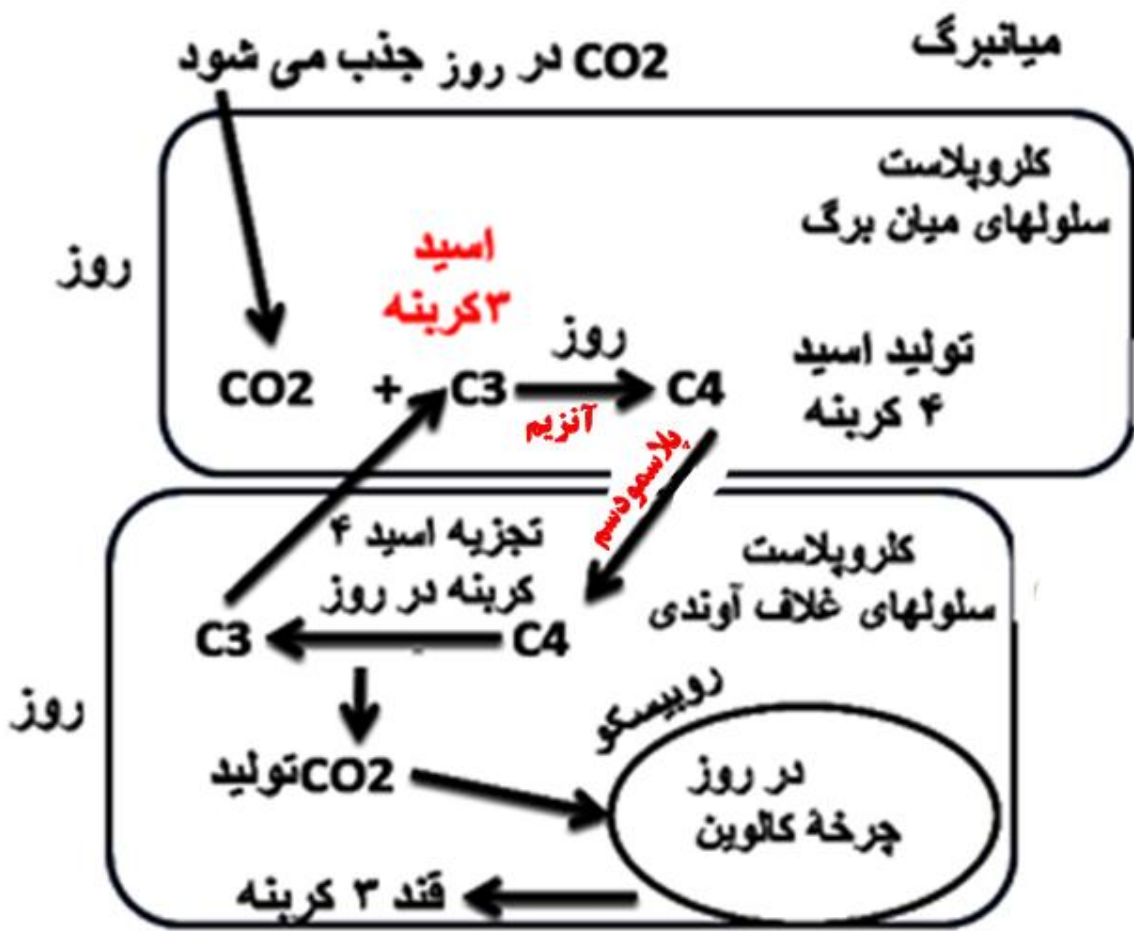 میانبرگ
CO2 در روز جذب می شود
کلروپلاست
سلولهای میان برگ
روز
اسید
۳کربنه
روز
تولید اسید
۴ کربنه
CO2 + C3 C4
آنزیم
پلاسمودسم
تجزیه اسید ۴
کربنه در روز
کلروپلاست
سلولهای غلاف آوندی
C3 C4
روز
روبیسکو
تولیدCO2
در روز
چرخۀ کالوین
قند ۳ کربنه